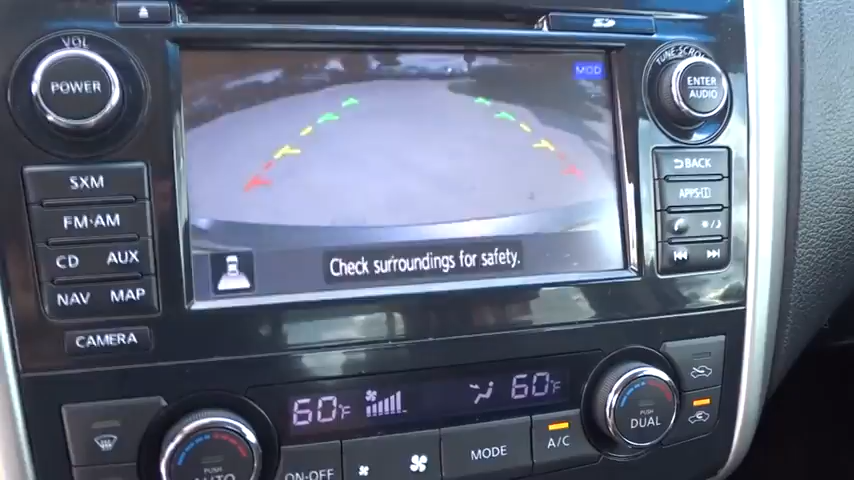 VOL
SD
TUNE·SCROLL
POWER
MOD
ENTER
AUDIO
SXM
BACK
FM·AM
APPS·i
CD AUX
NAV MAP
Check surroundings for safety.
CAMERA
60°F
60°F
PUSH
DUAL
PUSH
AUTO
ON·OFF
MODE
A/C